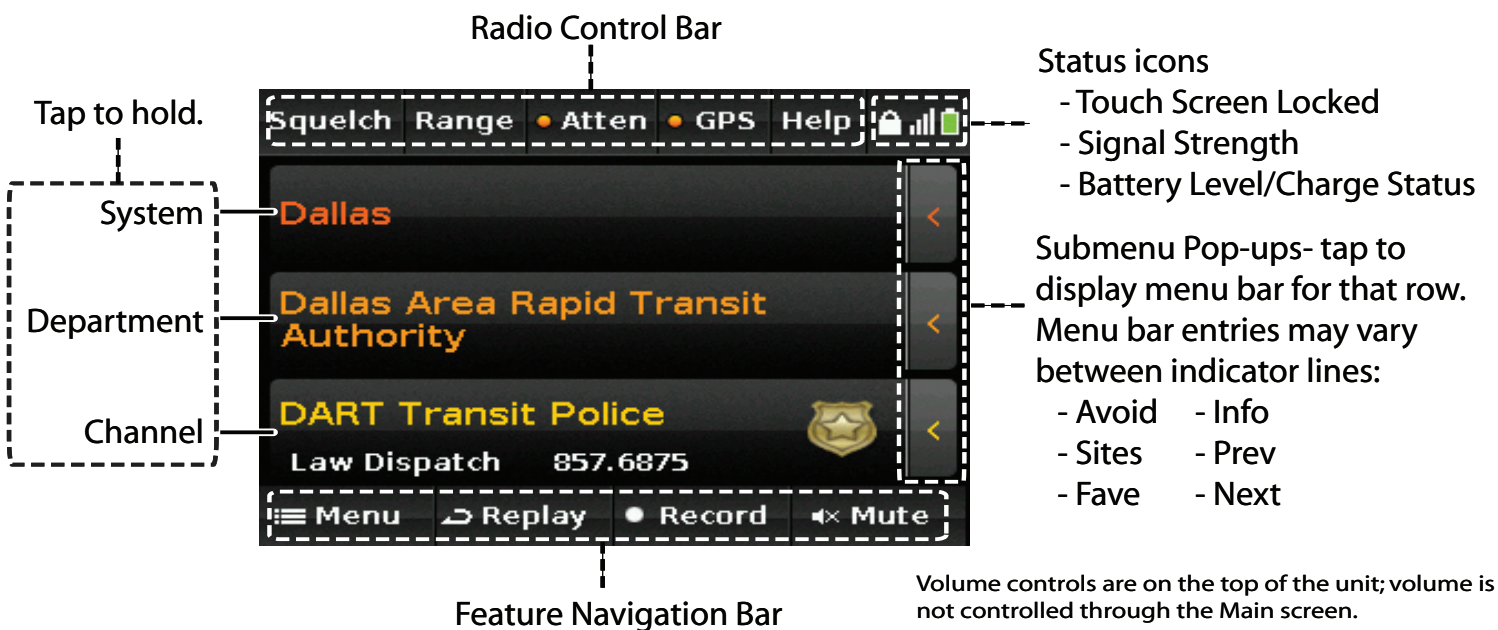 Radio Control Bar
Tap to hold.
System
Department
Channel
Squelch Range Atten GPS Help
Dallas
<
Dallas Area Rapid Transit
Authority
<
DART Transit Police
<
Law Dispatch 857.6875
Menu Replay Record Mute
Feature Navigation Bar
Status icons
- Touch Screen Locked
- Signal Strength
- Battery Level/Charge Status
Submenu Pop-ups- tap to
display menu bar for that row.
Menu bar entries may vary
between indicator lines:
- Avoid - Info
- Sites - Prev
- Fave - Next
Volume controls are on the top of the unit; volume is
not controlled through the Main screen.